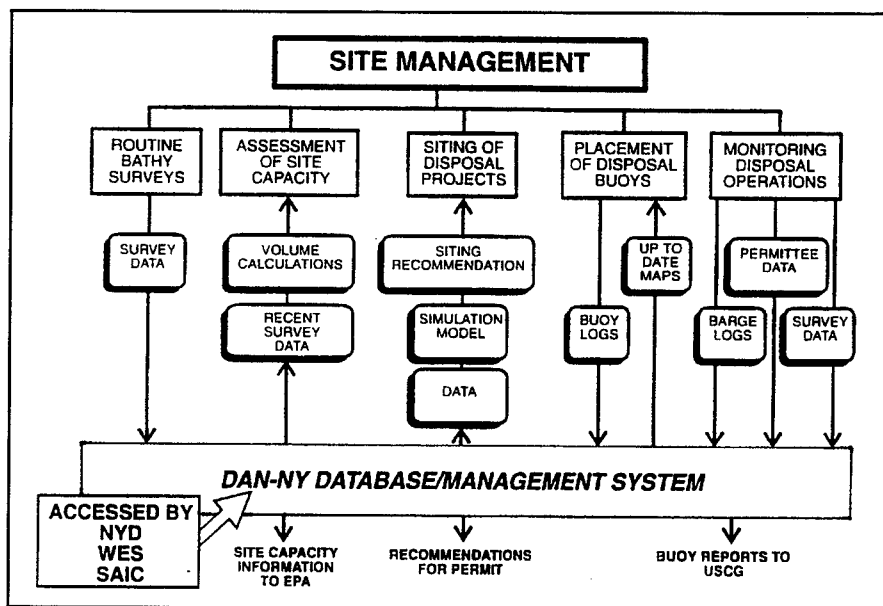 SITE MANAGEMENT
ROUTINE
BATHY
SURVEYS
ASSESSMENT
OF SITE
CAPACITY
SITING OF
DISPOSAL
PROJECTS
PLACEMENT
OF DISPOSAL
BUOYS
MONITORING
DISPOSAL
OPERATIONS
SURVEY
DATA
VOLUME
CALCULATIONS
SITING
RECOMMENDATION
UP TO
DATE
MAPS
PERMITTEE
DATA
RECENT
SURVEY
DATA
SIMULATION
MODEL
BUOY
LOGS
BARGE
LOGS
SURVEY
DATA
DATA
DAN-NY DATABASE/MANAGEMENT SYSTEM
ACCESSED BY
NYD
WES
SAIC
SITE CAPACITY
INFORMATION
TO EPA
RECOMMENDATIONS
FOR PERMIT
BUOY REPORTS TO
USCG